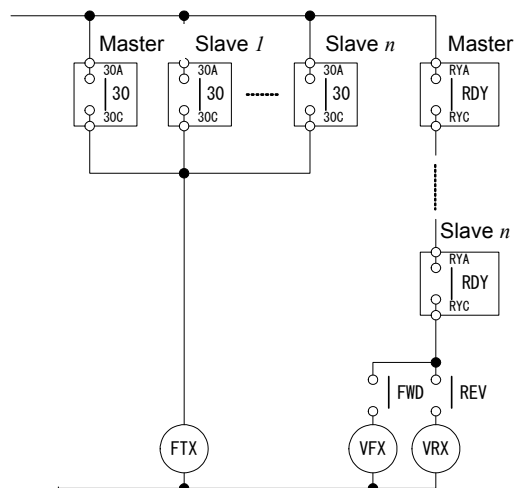 Master Slave 1 Slave n Master
30A 30A 30A RYA
30 30 30 RDY
30C 30C 30C RYC
Slave n
RYA
RDY
RYC
FWD REV
FTX VFX VRX